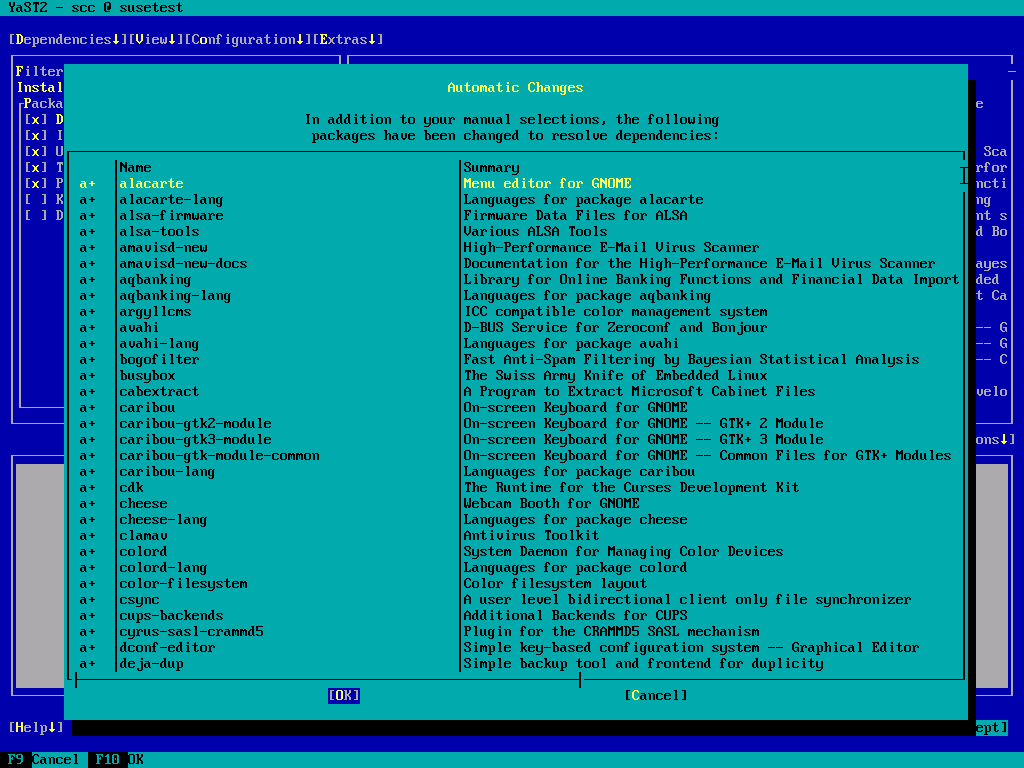 YaST2 - scc @ susetest
[Dependencies↓][View↓][Configuration↓][Extras↓]
Filter
Instal
Packa e
[x] D
[x] I
[x] U Sca
[x] T rfor
[x] P ncti
[ ] K ng
[ ] D nt s
d Bo
ayes
ded
t Ca
-- G
-- G
-- C
velo
ons↓]
Automatic Changes
In addition to your manual selections, the following
packages have been changed to resolve dependencies:
Name Summary
a+ alacarte Menu editor for GNOME
a+ alacarte-lang Languages for package alacarte
a+ alsa-firmware Firmware Data Files for ALSA
a+ alsa-tools Various ALSA Tools
a+ amavisd-new High-Performance E-Mail Virus Scanner
a+ amavisd-new-docs Documentation for the High-Performance E-Mail Virus Scanner
a+ aqbanking Library for Online Banking Functions and Financial Data Import
a+ aqbanking-lang Languages for package aqbanking
a+ argyllcms ICC compatible color management system
a+ avahi D-BUS Service for Zeroconf and Bonjour
a+ avahi-lang Languages for package avahi
a+ bogofilter Fast Anti-Spam Filtering by Bayesian Statistical Analysis
a+ busybox The Swiss Army Knife of Embedded Linux
a+ cabextract A Program to Extract Microsoft Cabinet Files
a+ caribou On-screen Keyboard for GNOME
a+ caribou-gtk2-module On-screen Keyboard for GNOME -- GTK+ 2 Module
a+ caribou-gtk3-module On-screen Keyboard for GNOME -- GTK+ 3 Module
a+ caribou-gtk-module-common On-screen Keyboard for GNOME -- Common Files for GTK+ Modules
a+ caribou-lang Languages for package caribou
a+ cdk The Runtime for the Curses Development Kit
a+ cheese Webcam Booth for GNOME
a+ cheese-lang Languages for package cheese
a+ clamav Antivirus Toolkit
a+ colord System Daemon for Managing Color Devices
a+ colord-lang Languages for package colord
a+ color-filesystem Color filesystem layout
a+ csync A user level bidirectional client only file synchronizer
a+ cups-backends Additional Backends for CUPS
a+ cyrus-sasl-crammd5 Plugin for the CRAMMD5 SASL mechanism
a+ dconf-editor Simple key-based configuration system -- Graphical Editor
a+ deja-dup Simple backup tool and frontend for duplicity
[OK] [Cancel]
[Help↓] ept]
F9 Cancel F10 OK